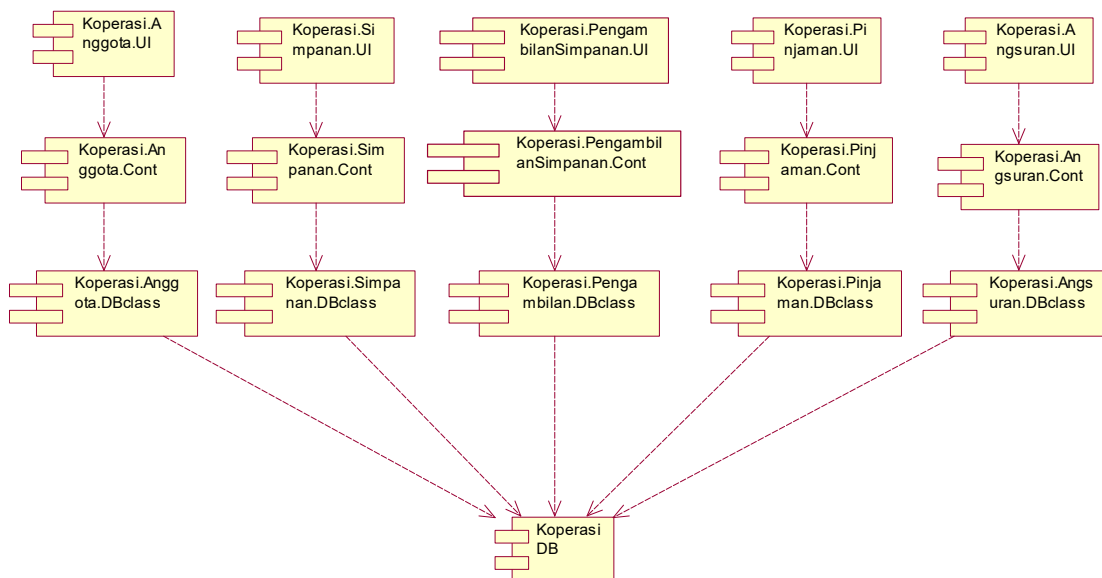 Koperasi.A
nggota.UI
Koperasi.Si
mpanan.UI
Koperasi.Pengam
bilanSimpanan.UI
Koperasi.Pi
njaman.UI
Koperasi.A
ngsuran.UI
Koperasi.An
ggota.Cont
Koperasi.Sim
panan.Cont
Koperasi.Pengambil
anSimpanan.Cont
Koperasi.Pinj
aman.Cont
Koperasi.An
gsuran.Cont
Koperasi.Angg
ota.DBclass
Koperasi.Simpa
nan.DBclass
Koperasi.Penga
mbilan.DBclass
Koperasi.Pinja
man.DBclass
Koperasi.Angs
uran.DBclass
Koperasi
DB